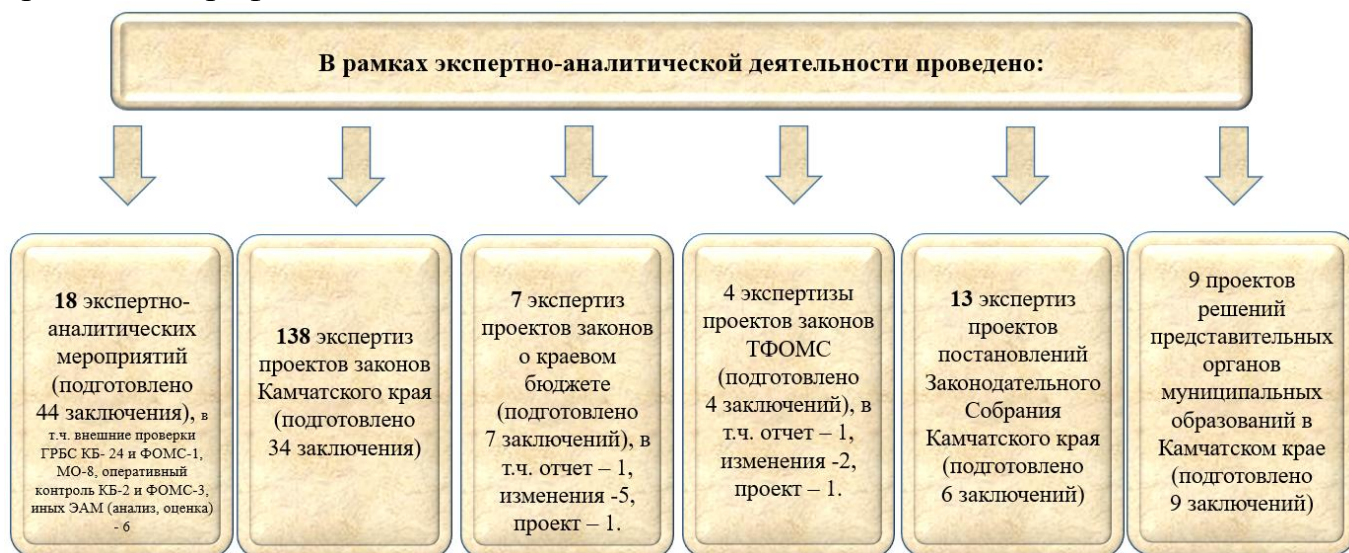 В рамках экспертно-аналитической деятельности проведено:
18 экспертно-
аналитических
мероприятий
(подготовлено
44 заключения), в
т.ч. внешние проверки
ГРБС КБ- 24 и ФОМС-1,
МО-8, оперативный
контроль КБ-2 и ФОМС-3,
иных ЭАМ (анализ, оценка)
- 6
138 экспертиз
проектов законов
Камчатского края
(подготовлено
34 заключения)
7 экспертиз
проектов законов
о краевом
бюджете
(подготовлено
7 заключений), в
т.ч. отчет – 1,
изменения -5,
проект – 1.
4 экспертизы
проектов законов
ТФОМС
(подготовлено
4 заключений), в
т.ч. отчет – 1,
изменения -2,
проект – 1.
13 экспертиз
проектов
постановлений
Законодательного
Собрания
Камчатского края
(подготовлено
6 заключений)
9 проектов
решений
представительных
органов
муниципальных
образований в
Камчатском крае
(подготовлено
9 заключений)